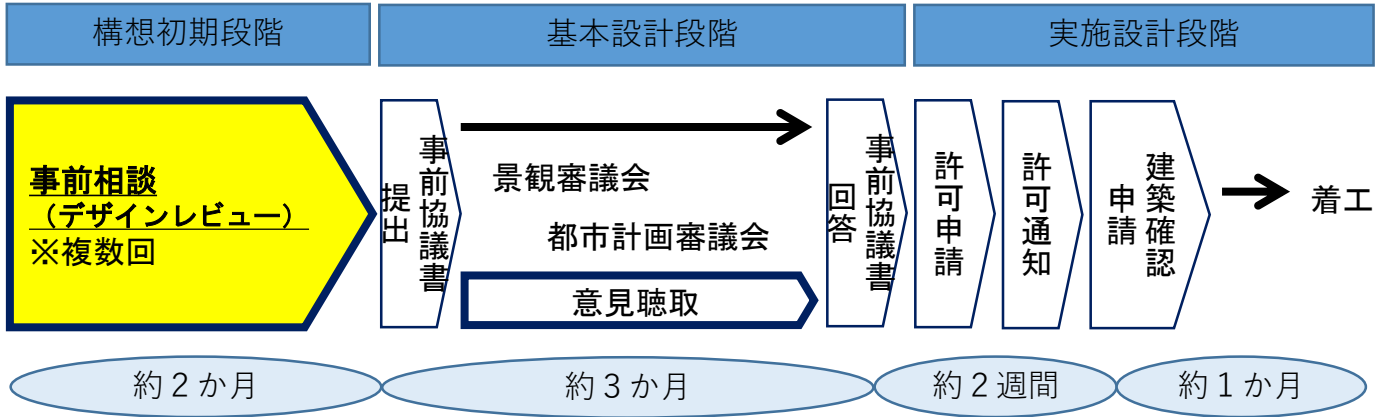 構想初期段階
基本設計段階
実施設計段階
事前相談
（デザインレビュー）
※複数回
事前協議書
提出
景観審議会
都市計画審議会
意見聴取
事前協議書
回答
許可申請
許可通知
建築確認
申請
着工
約２か月
約３か月
約２週間
約１か月